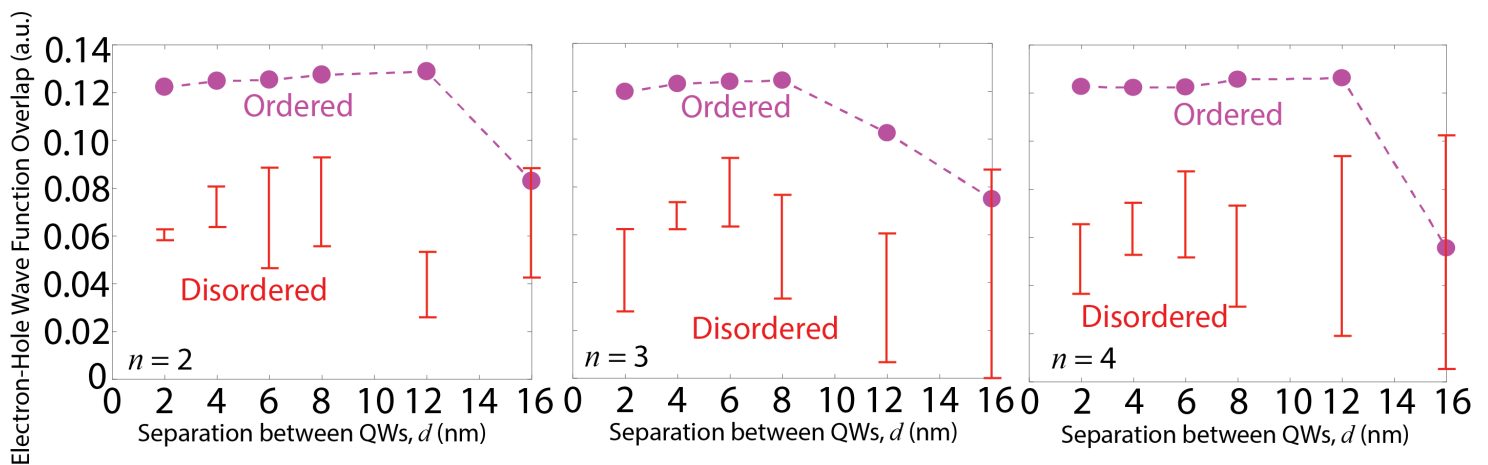 Electron-Hole Wave Function Overlap (a.u.)
0.14
0.12
0.10
0.08
0.06
0.04
0.02
0
Ordered
Disordered
n = 2
0 2 4 6 8 10 12 14 16
Separation between QWs, d (nm)
Ordered
Disordered
n = 3
0 2 4 6 8 10 12 14 16
Separation between QWs, d (nm)
Ordered
Disordered
n = 4
0 2 4 6 8 10 12 14 16
Separation between QWs, d (nm)